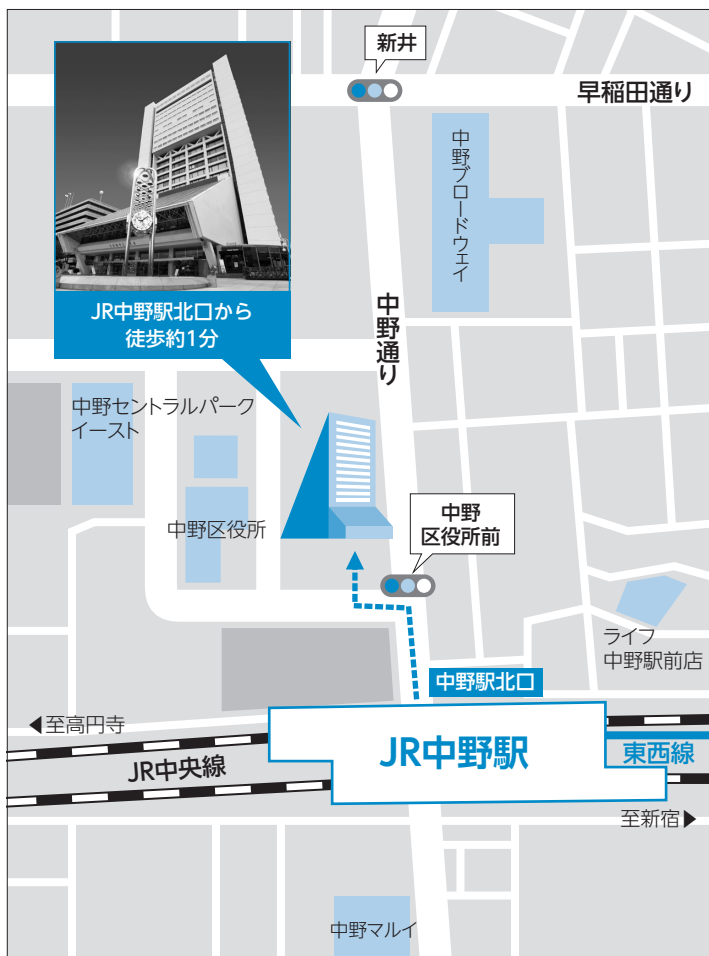 新井
早稲田通り
中野ブロードウェイ
JR中野駅北口から
徒歩約1分
中野通り
中野セントラルパーク
イースト
中野区役所
中野
区役所前
ライフ
中野駅前店
中野駅北口
◀至高円寺
JR中野駅
東西線
JR中央線
至新宿▶
中野マルイ